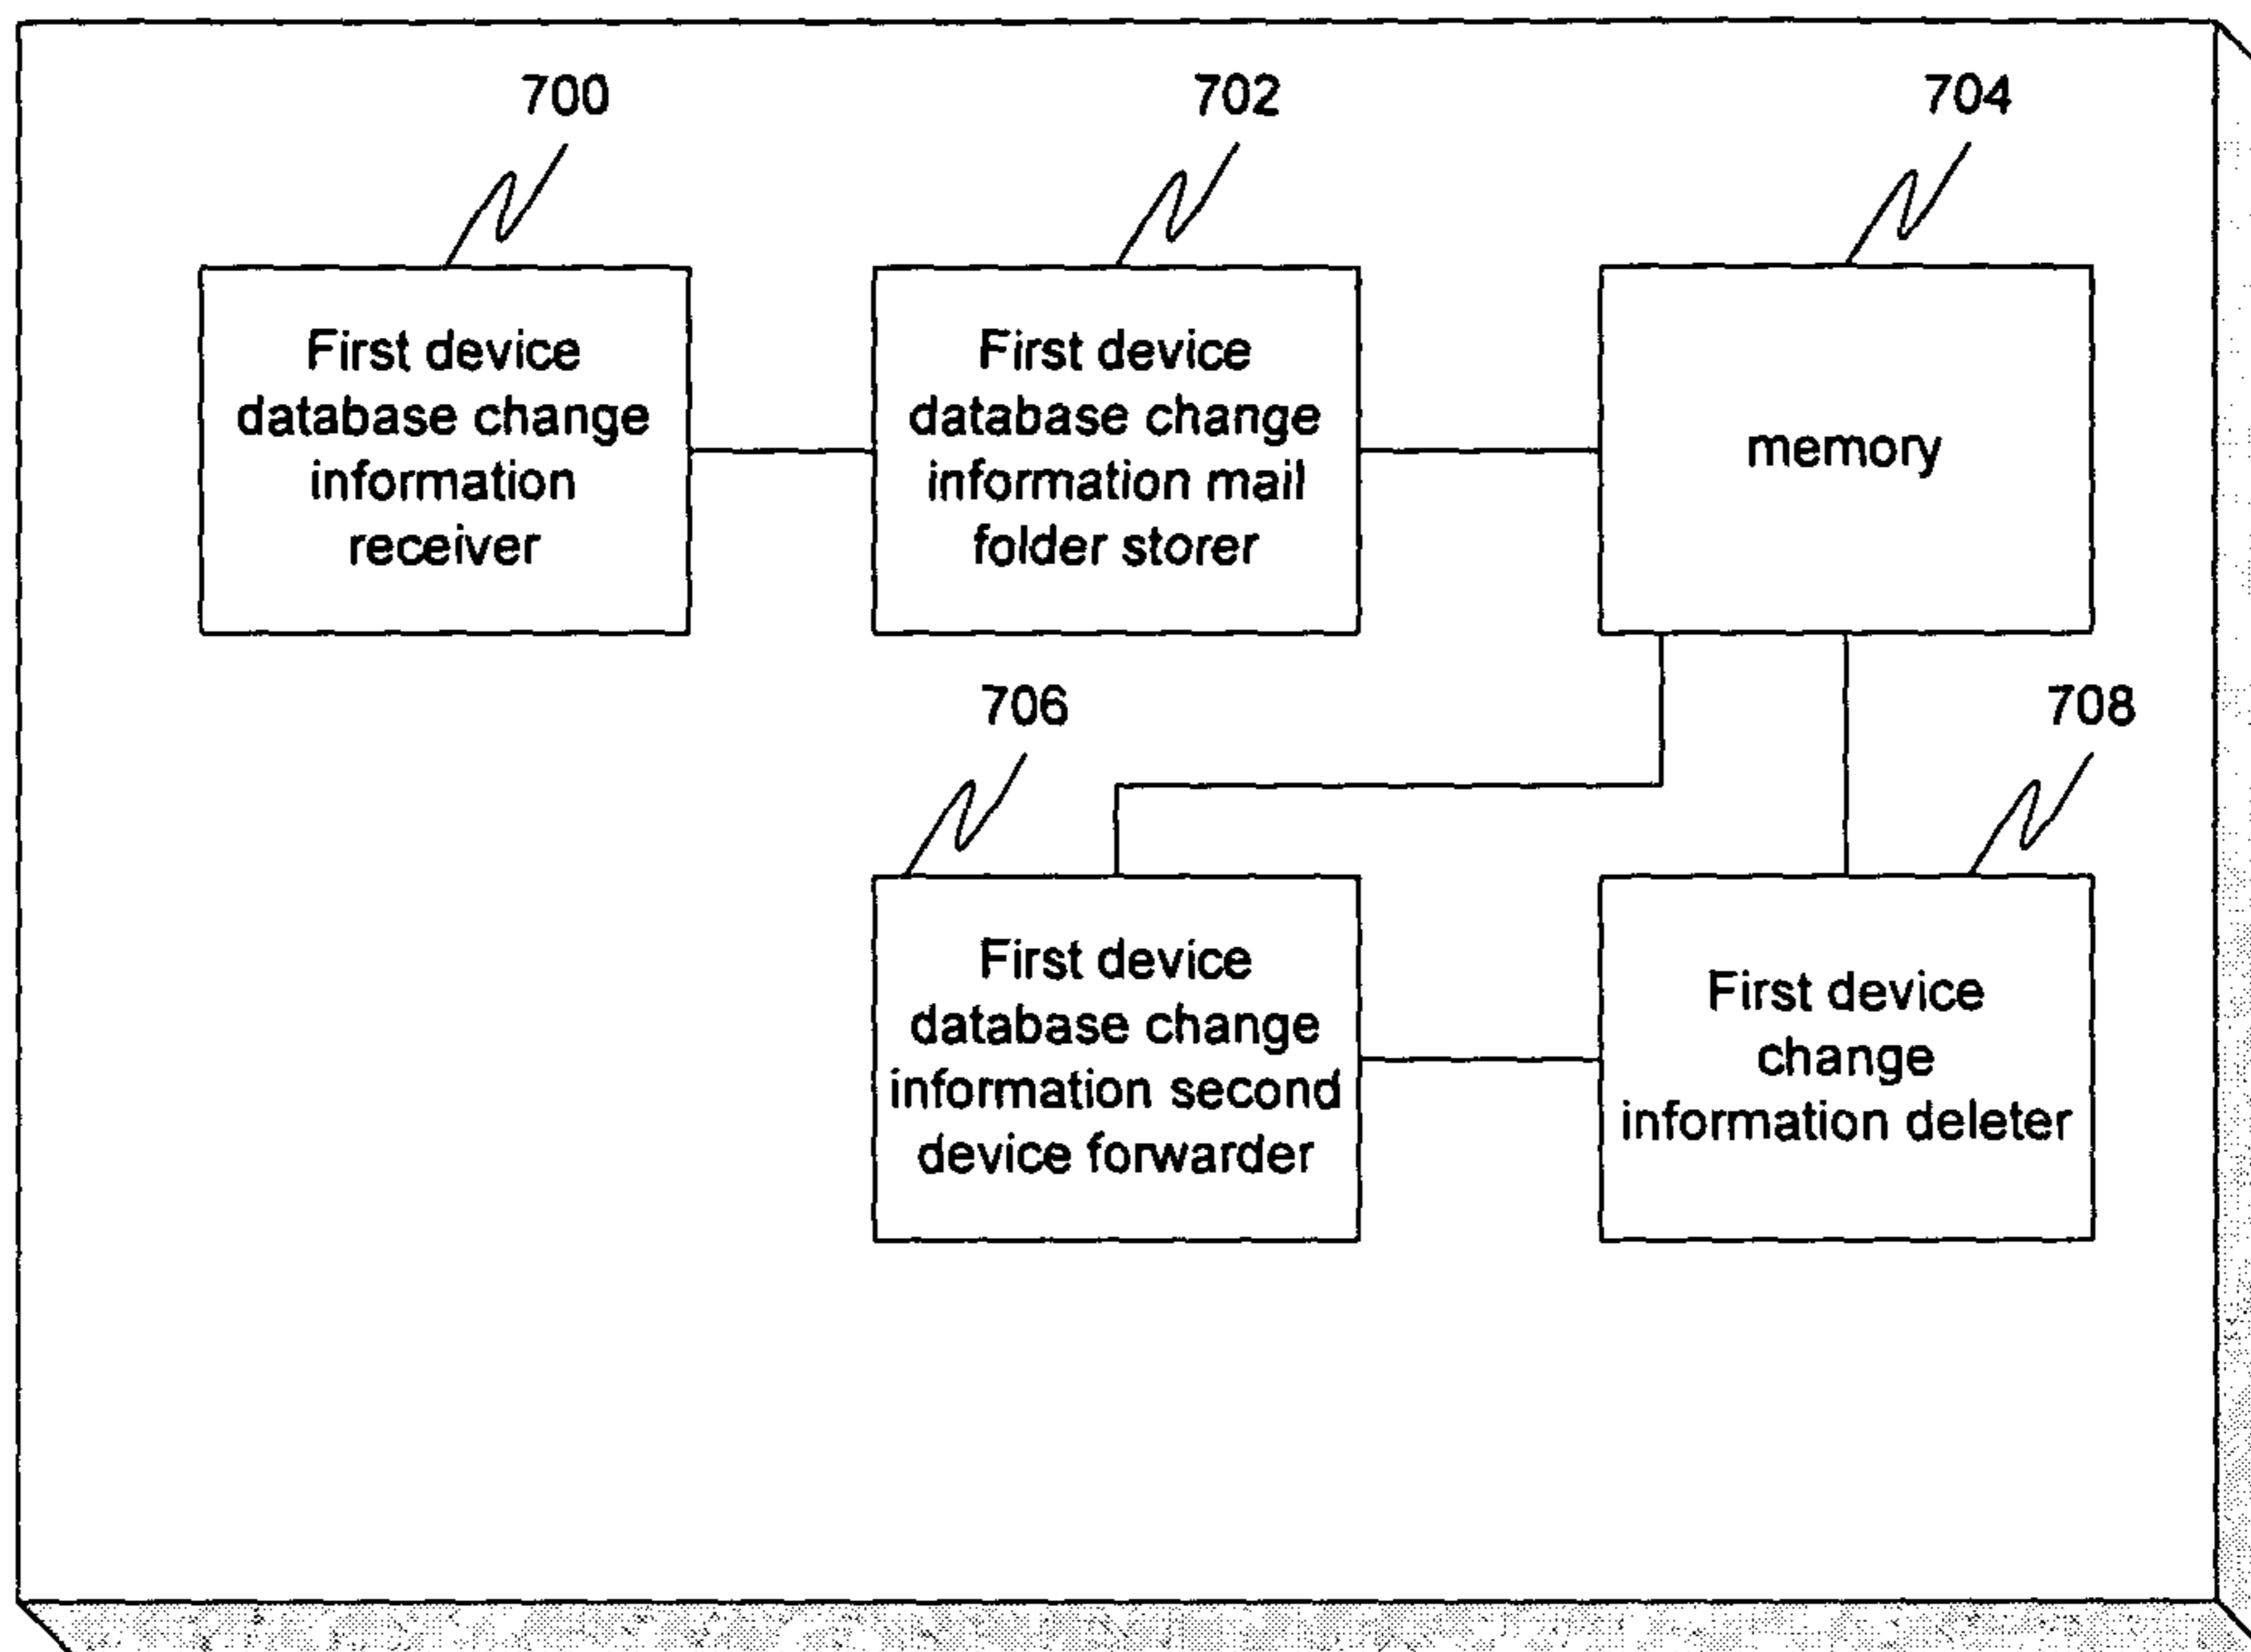 700
702
704
First device
database change
information
receiver
First device
database change
information mail
folder storer
memory
706
708
First device
database change
information second
device forwarder
First device
change
information deleter